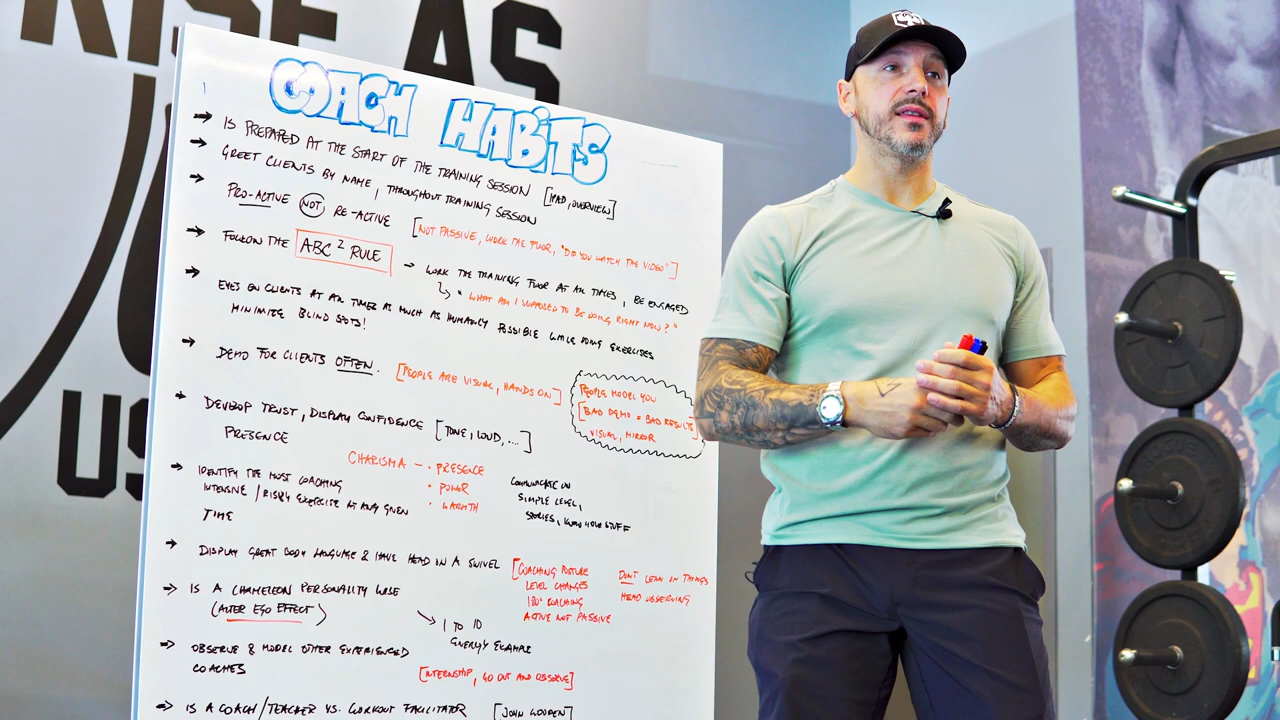 RISE AS
US
COACH HABITS
→ IS PREPARED AT THE START OF THE TRAINING SESSION [iPAD, OVERVIEW]
→ GREET CLIENTS BY NAME, THROUGHOUT TRAINING SESSION
→ PRO-ACTIVE NOT RE-ACTIVE [NOT PASSIVE, WORK THE FLOOR, "DO YOU WATCH THE VIDEO"]
→ FOLLOW THE ABC² RULE → WORK THE TRAINING FLOOR AT ALL TIMES, BE ENGAGED
"WHAT AM I SUPPOSED TO BE DOING RIGHT NOW?"
→ EYES ON CLIENTS AT ALL TIMES AS MUCH AS HUMANLY POSSIBLE WHILE DOING EXERCISES
MINIMIZE BLIND SPOTS!
→ DEMO FOR CLIENTS OFTEN. [PEOPLE ARE VISUAL, HANDS ON]
PEOPLE MODEL YOU
[BAD DEMO = BAD RESULTS]
VISUAL, MIRROR
→ DEVELOP TRUST, DISPLAY CONFIDENCE [TONE, LOUD, ...]
PRESENCE
CHARISMA – • PRESENCE
• POWER
• WARMTH
COMMUNICATE ON
SIMPLE LEVEL,
STORIES, KNOW YOUR STUFF
→ IDENTIFY THE MOST COACHING
INTENSIVE / RISKY EXERCISE AT ANY GIVEN
TIME
→ DISPLAY GREAT BODY LANGUAGE & HAVE HEAD ON A SWIVEL
[COACHING POSTURE
LEVEL CHANGES
180° COACHING
ACTIVE NOT PASSIVE
DON'T LEAN ON THINGS
HEAD OBSERVING
→ IS A CHAMELEON PERSONALITY WISE
(ALTER EGO EFFECT)
1 TO 10
ENERGY EXAMPLE
→ OBSERVE & MODEL OTHER EXPERIENCED
COACHES
[INTERNSHIP, GO OUT AND OBSERVE]
→ IS A COACH/TEACHER VS. WORKOUT FACILITATOR [JOHN WOODEN]